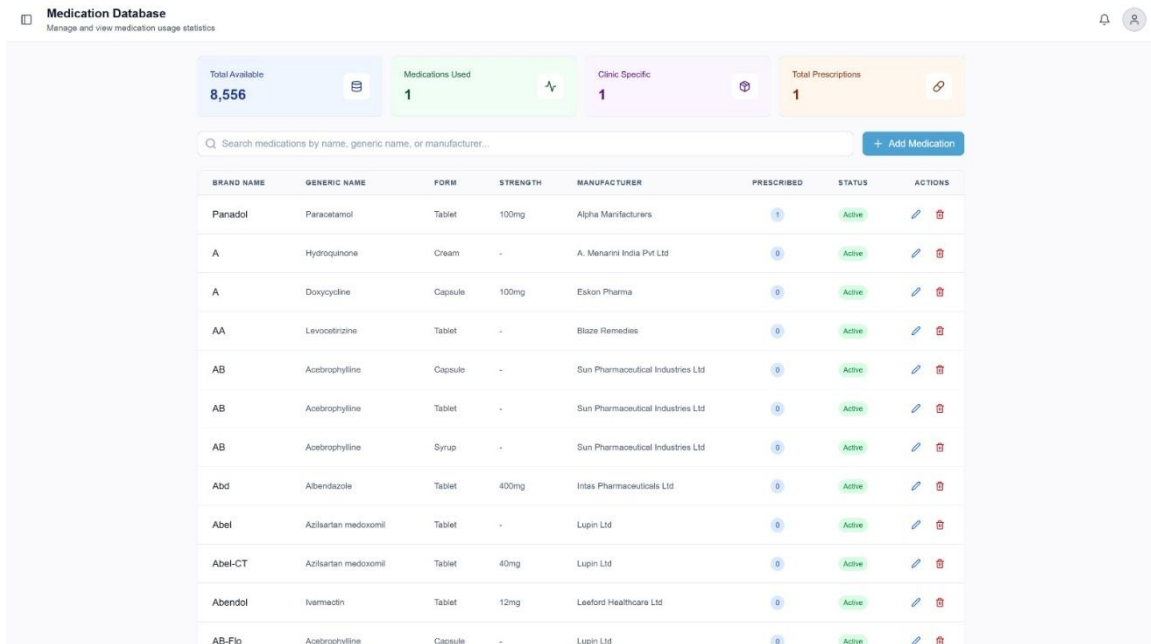 Medication Database
Manage and view medication usage statistics
Total Available
8,556
Medications Used
1
Clinic Specific
1
Total Prescriptions
1
Search medications by name, generic name, or manufacturer...
+ Add Medication
BRAND NAME GENERIC NAME FORM STRENGTH MANUFACTURER PRESCRIBED STATUS ACTIONS
Panadol Paracetamol Tablet 100mg Alpha Manifacturers 1 Active
A Hydroquinone Cream - A. Menarini India Pvt Ltd 0 Active
A Doxycycline Capsule 100mg Eskon Pharma 0 Active
AA Levocetirizine Tablet - Blaze Remedies 0 Active
AB Acebrophylline Capsule - Sun Pharmaceutical Industries Ltd 0 Active
AB Acebrophylline Tablet - Sun Pharmaceutical Industries Ltd 0 Active
AB Acebrophylline Syrup - Sun Pharmaceutical Industries Ltd 0 Active
Abd Albendazole Tablet 400mg Intas Pharmaceuticals Ltd 0 Active
Abel Azilsartan medoxomil Tablet - Lupin Ltd 0 Active
Abel-CT Azilsartan medoxomil Tablet 40mg Lupin Ltd 0 Active
Abendol Ivermectin Tablet 12mg Leeford Healthcare Ltd 0 Active
AB-Flo Acebrophylline Capsule - Lupin Ltd 0 Active